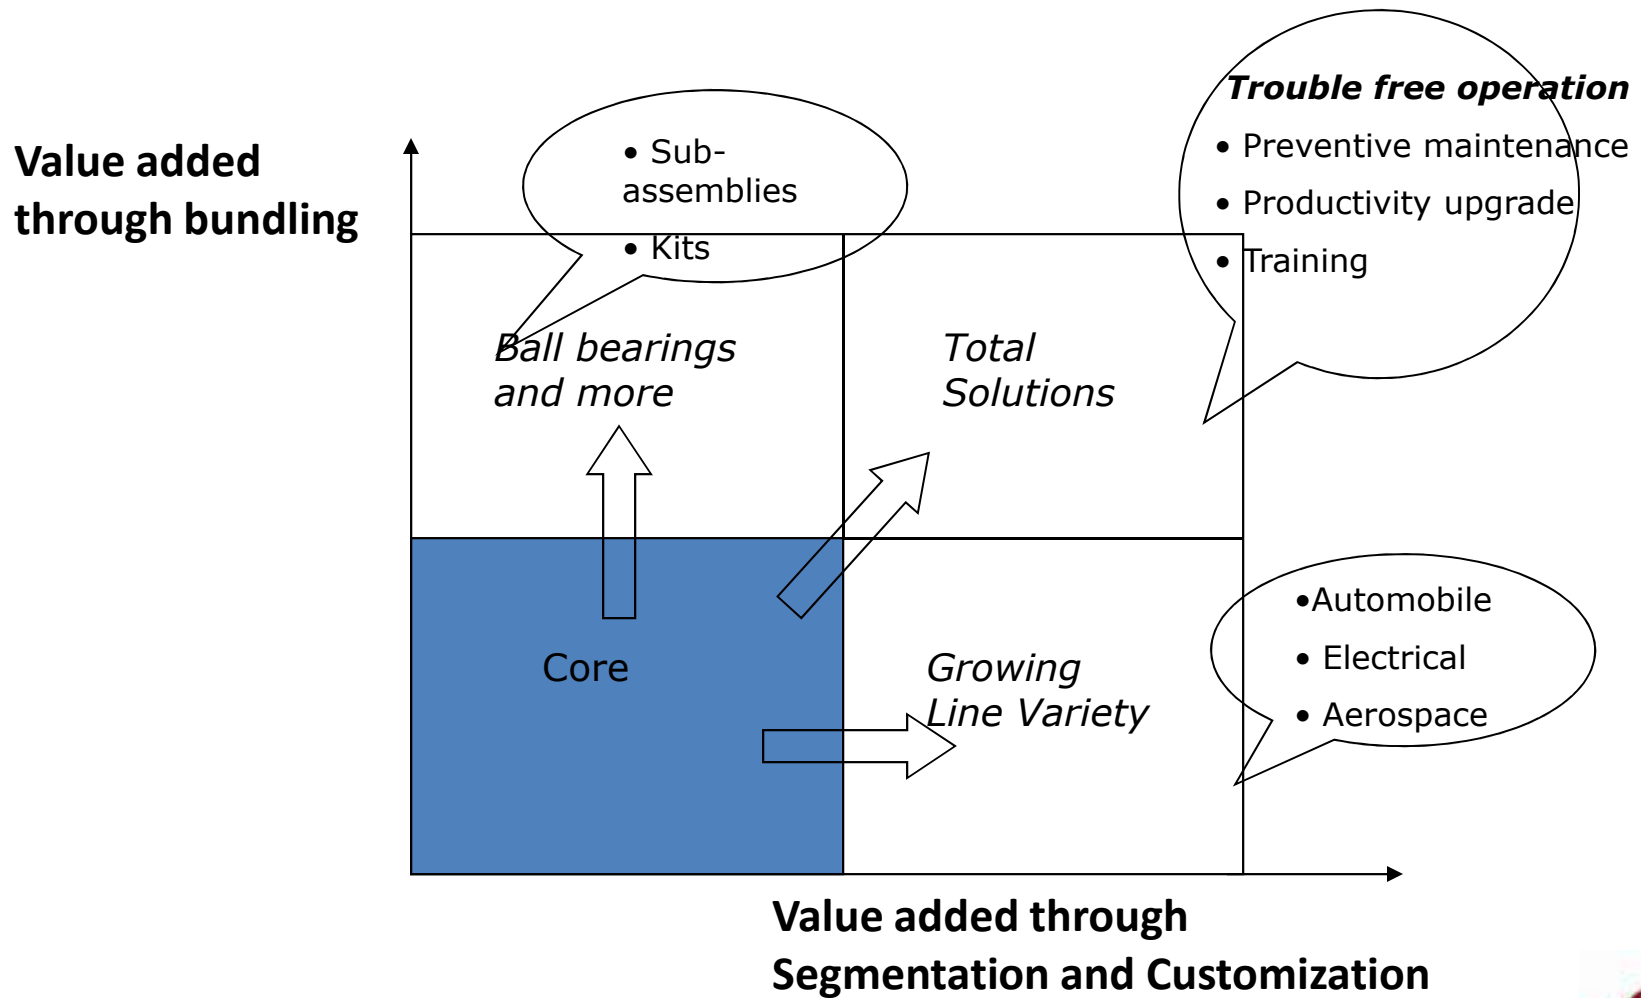 Value added
through bundling
• Sub-
assemblies
• Kits
Trouble free operation
• Preventive maintenance
• Productivity upgrade
• Training
Ball bearings
and more
Total
Solutions
Core
Growing
Line Variety
•Automobile
• Electrical
• Aerospace
Value added through
Segmentation and Customization